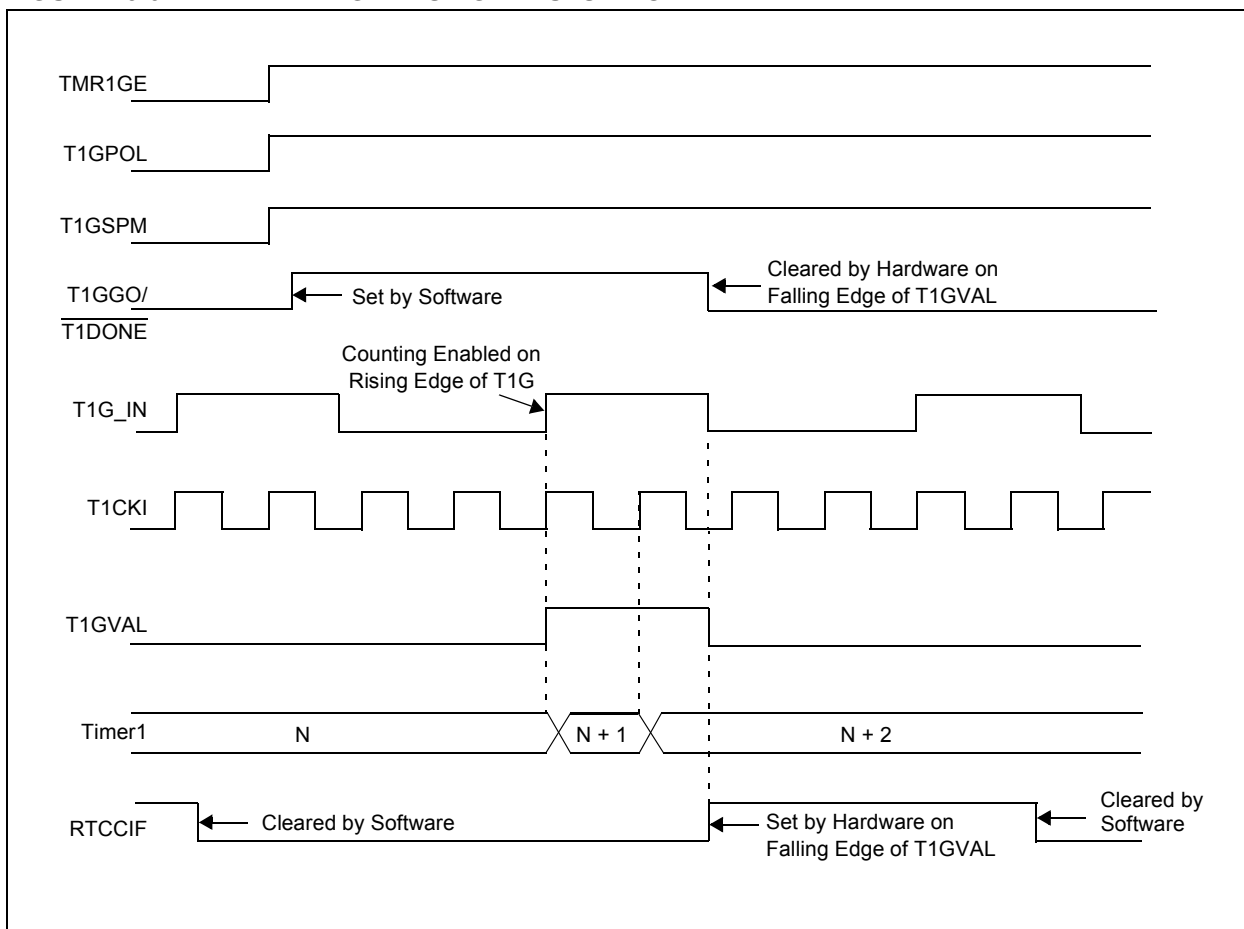 TMR1GE
T1GPOL
T1GSPM
T1GGO/
T1DONE
Set by Software
Cleared by Hardware on
Falling Edge of T1GVAL
Counting Enabled on
Rising Edge of T1G
T1G_IN
T1CKI
T1GVAL
Timer1
N
N + 1
N + 2
RTCCIF
Cleared by Software
Set by Hardware on
Falling Edge of T1GVAL
Cleared by
Software